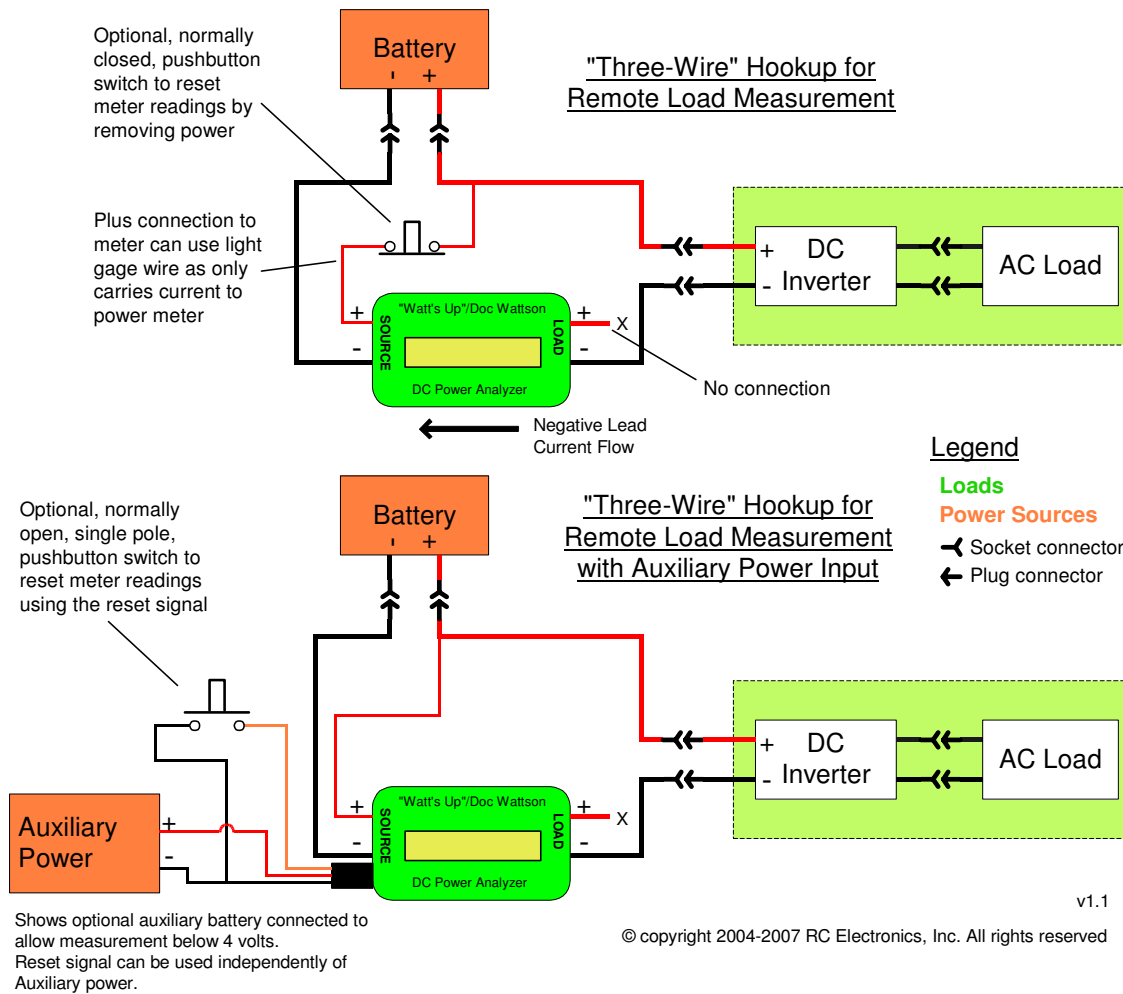 Optional, normally
closed, pushbutton
switch to reset
meter readings by
removing power
Battery
- +
"Three-Wire" Hookup for
Remote Load Measurement
Plus connection to
meter can use light
gage wire as only
carries current to
power meter
+
-
SOURCE
"Watt's Up"/Doc Wattson
DC Power Analyzer
LOAD
+
-
X
No connection
+
-
DC
Inverter
AC Load
Negative Lead
Current Flow
Legend
Loads
Power Sources
Socket connector
Plug connector
Optional, normally
open, single pole,
pushbutton switch to
reset meter readings
using the reset signal
Battery
- +
"Three-Wire" Hookup for
Remote Load Measurement
with Auxiliary Power Input
Auxiliary
Power
+
-
+
-
SOURCE
"Watt's Up"/Doc Wattson
DC Power Analyzer
LOAD
+
-
X
+
-
DC
Inverter
AC Load
Shows optional auxiliary battery connected to
allow measurement below 4 volts.
Reset signal can be used independently of
Auxiliary power.
v1.1
© copyright 2004-2007 RC Electronics, Inc. All rights reserved